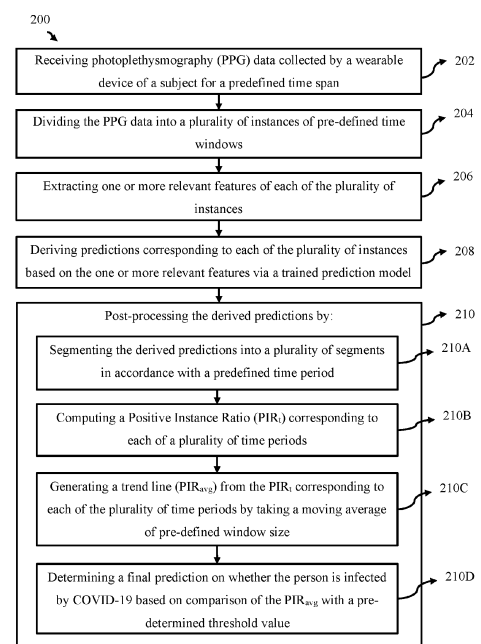 200
Receiving photoplethysmography (PPG) data collected by a wearable
device of a subject for a predefined time span
202
Dividing the PPG data into a plurality of instances of pre-defined time
windows
204
Extracting one or more relevant features of each of the plurality of
instances
206
Deriving predictions corresponding to each of the plurality of instances
based on the one or more relevant features via a trained prediction model
208
Post-processing the derived predictions by:
210
Segmenting the derived predictions into a plurality of segments
in accordance with a predefined time period
210A
Computing a Positive Instance Ratio (PIRt) corresponding to
each of a plurality of time periods
210B
Generating a trend line (PIRavg) from the PIRt corresponding to
each of the plurality of time periods by taking a moving average
of pre-defined window size
210C
Determining a final prediction on whether the person is infected
by COVID-19 based on comparison of the PIRavg with a pre-
determined threshold value
210D